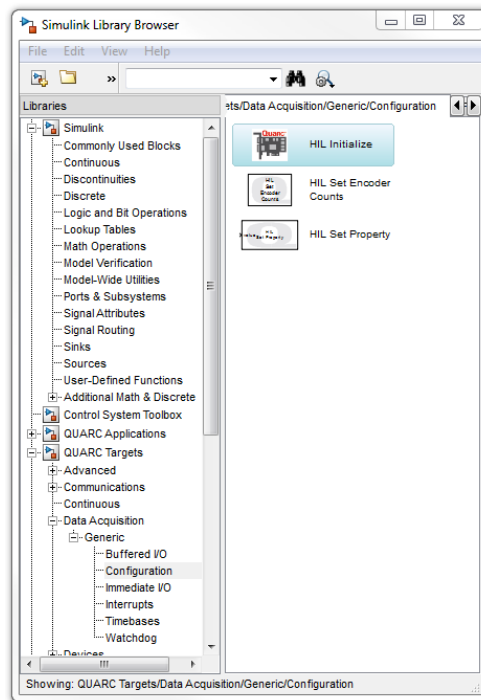 Simulink Library Browser
File Edit View Help
»
Libraries
ets/Data Acquisition/Generic/Configuration
Simulink
Commonly Used Blocks
Continuous
Discontinuities
Discrete
Logic and Bit Operations
Lookup Tables
Math Operations
Model Verification
Model-Wide Utilities
Ports & Subsystems
Signal Attributes
Signal Routing
Sinks
Sources
User-Defined Functions
Additional Math & Discrete
Control System Toolbox
QUARC Applications
QUARC Targets
Advanced
Communications
Continuous
Data Acquisition
Generic
Buffered I/O
Configuration
Immediate I/O
Interrupts
Timebases
Watchdog
Devices
Quarc
HIL Initialize
HIL
Set
Encoder
Counts
HIL Set Encoder
Counts
HIL
Set Property
HIL Set Property
Showing: QUARC Targets/Data Acquisition/Generic/Configuration